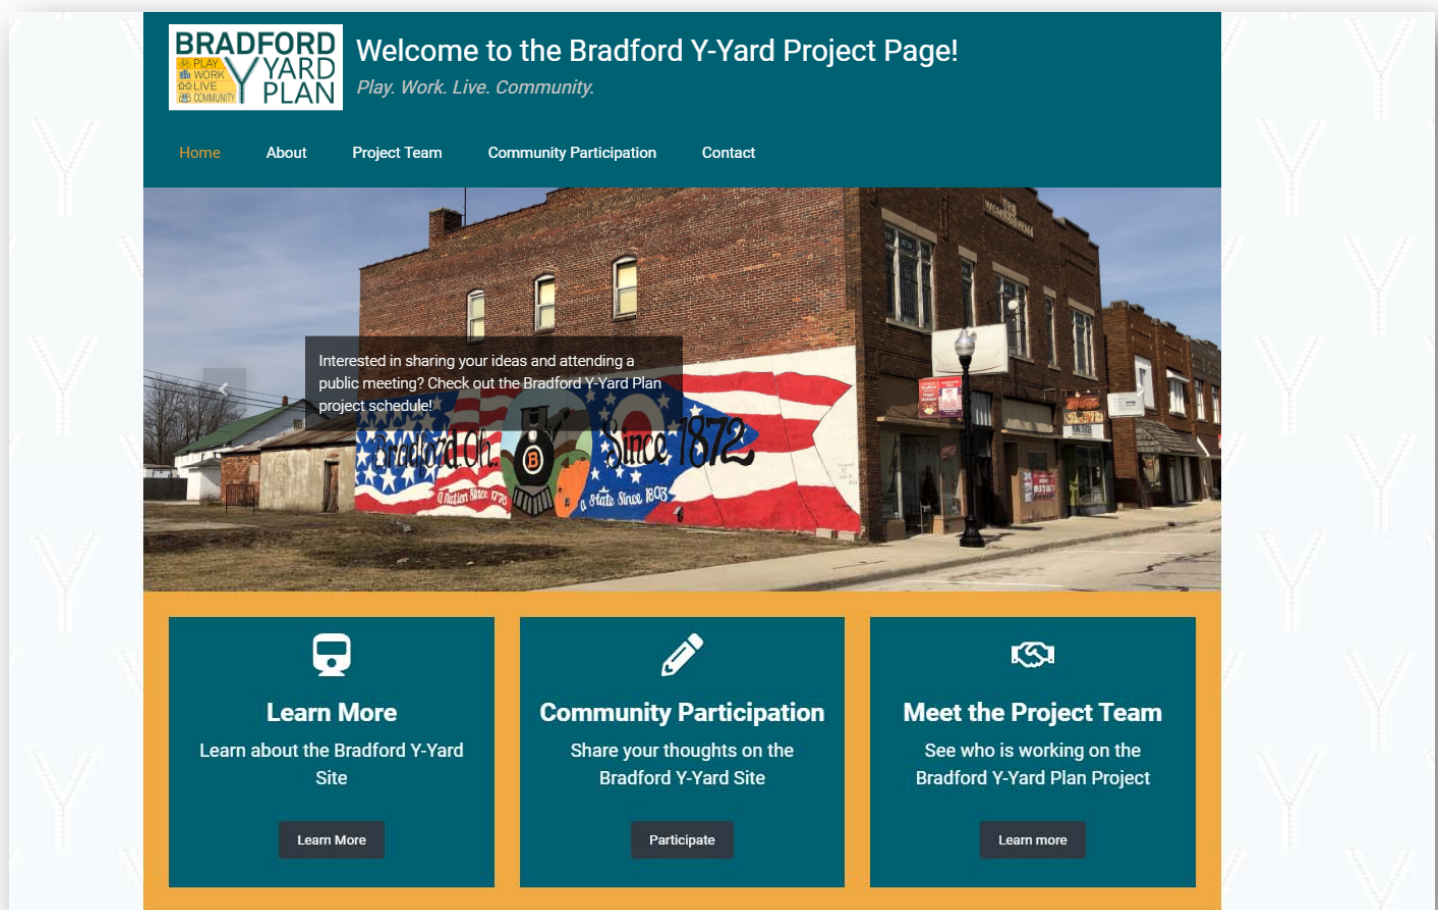 BRADFORD
PLAY
WORK
LIVE
COMMUNITY
Y YARD
PLAN
Welcome to the Bradford Y-Yard Project Page!
Play. Work. Live. Community.
Home About Project Team Community Participation Contact
Interested in sharing your ideas and attending a
public meeting? Check out the Bradford Y-Yard Plan
project schedule!
Bradford, Oh. Since 1872
B
a Nation Since 1776
a State Since 1803
Learn More
Learn about the Bradford Y-Yard
Site
Learn More
Community Participation
Share your thoughts on the
Bradford Y-Yard Site
Participate
Meet the Project Team
See who is working on the
Bradford Y-Yard Plan Project
Learn more